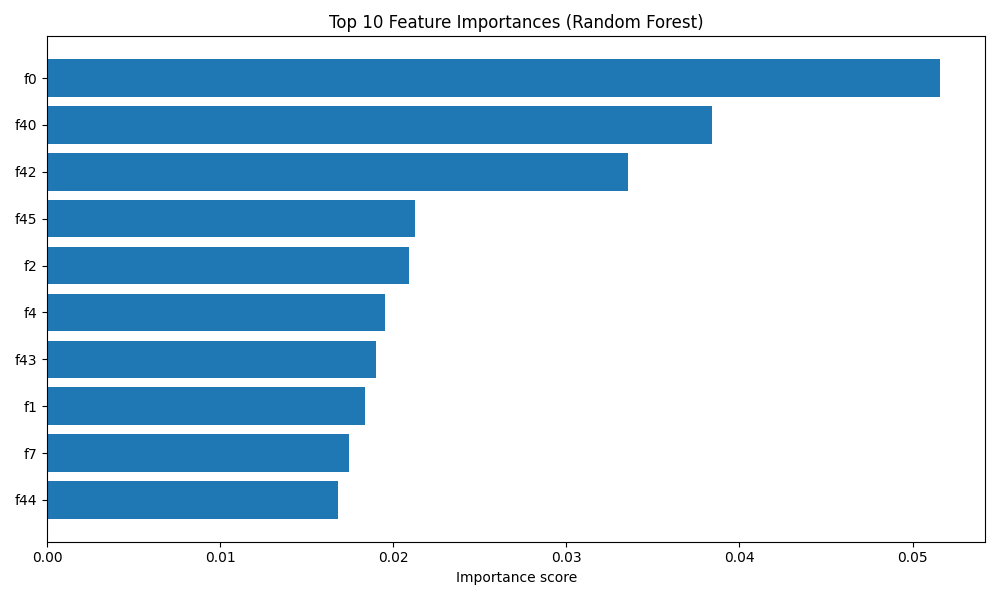 Top 10 Feature Importances (Random Forest)
f0
f40
f42
f45
f2
f4
f43
f1
f7
f44
0.00 0.01 0.02 0.03 0.04 0.05
Importance score